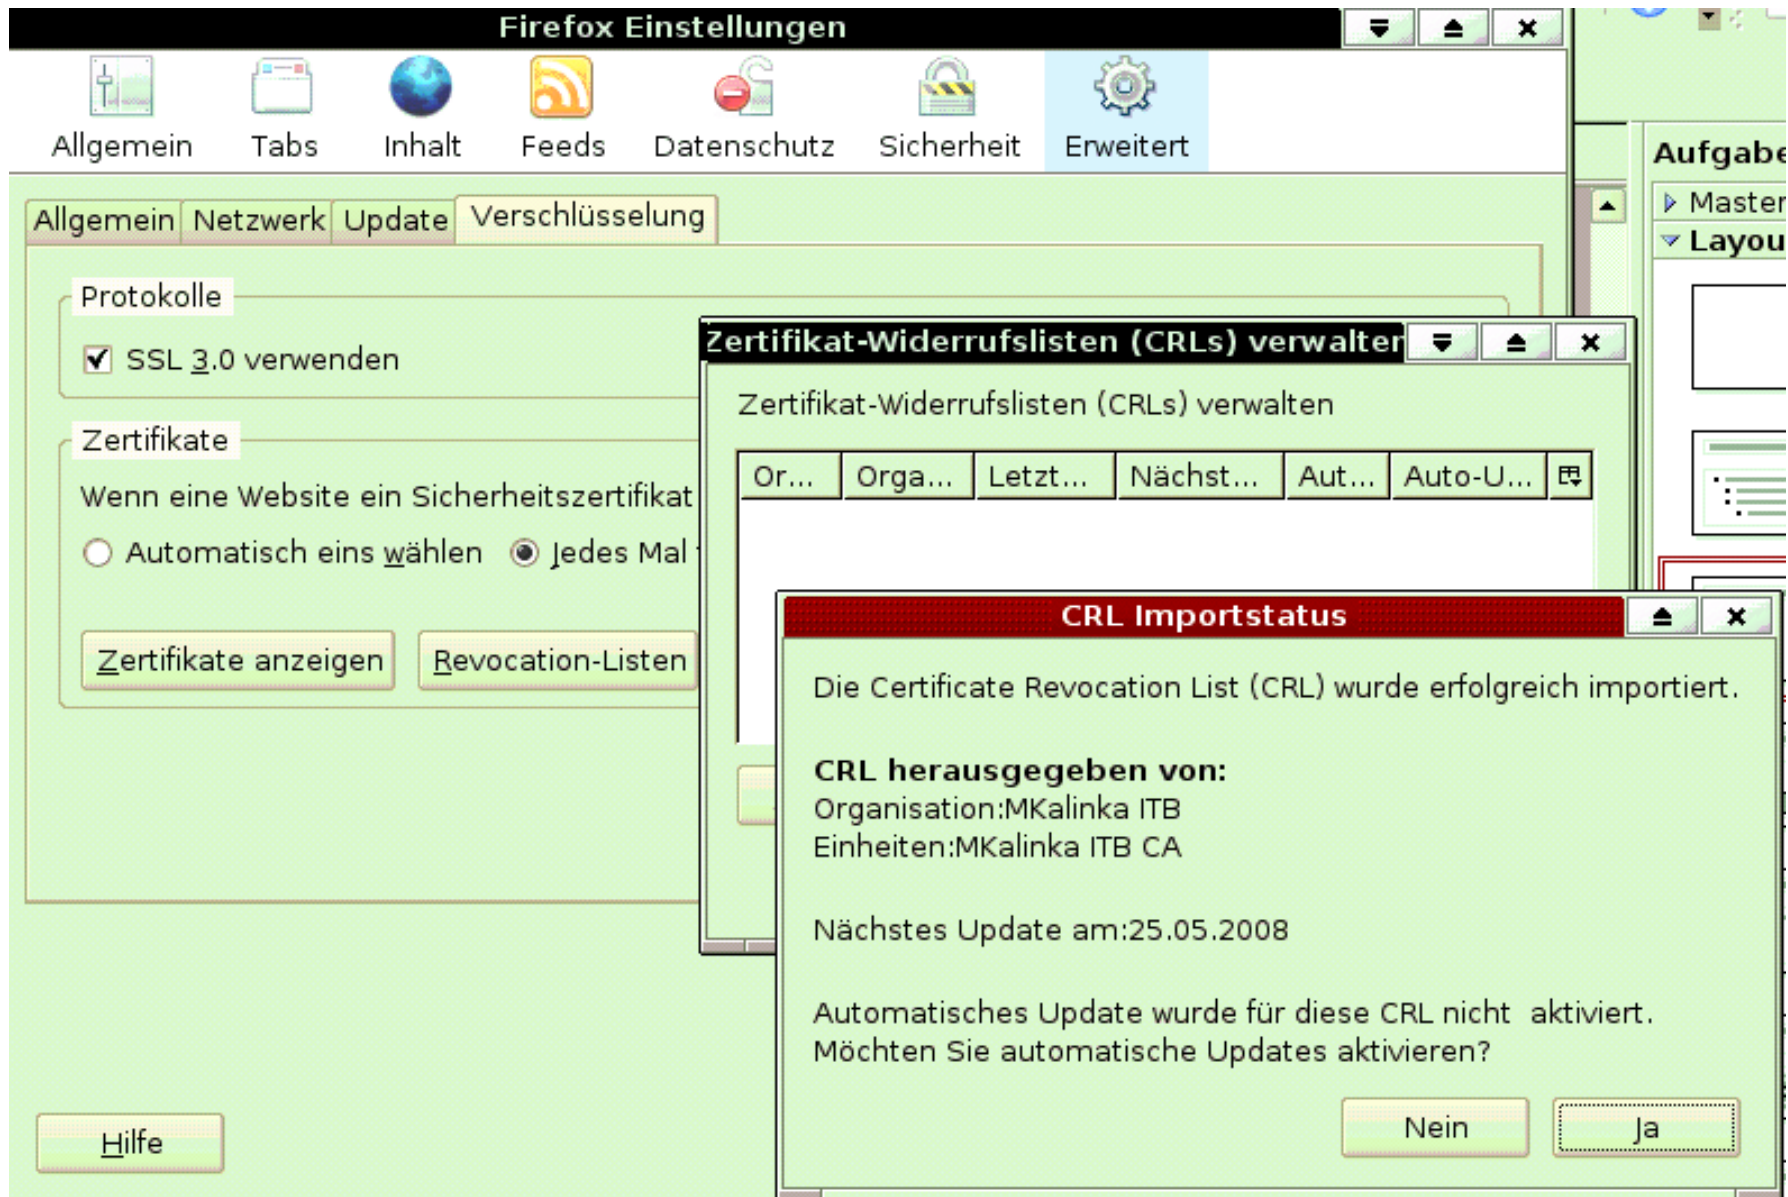 Firefox Einstellungen
Allgemein Tabs Inhalt Feeds Datenschutz Sicherheit Erweitert
Allgemein Netzwerk Update Verschlüsselung
Protokolle
SSL 3.0 verwenden
Zertifikate
Wenn eine Website ein Sicherheitszertifikat
Automatisch eins wählen Jedes Mal
Zertifikate anzeigen Revocation-Listen
Hilfe
Zertifikat-Widerrufslisten (CRLs) verwalten
Zertifikat-Widerrufslisten (CRLs) verwalten
Or... Orga... Letzt... Nächst... Aut... Auto-U...
CRL Importstatus
Die Certificate Revocation List (CRL) wurde erfolgreich importiert.
CRL herausgegeben von:
Organisation:MKalinka ITB
Einheiten:MKalinka ITB CA
Nächstes Update am:25.05.2008
Automatisches Update wurde für diese CRL nicht aktiviert.
Möchten Sie automatische Updates aktivieren?
Nein Ja
Aufgabe
Master
Layou